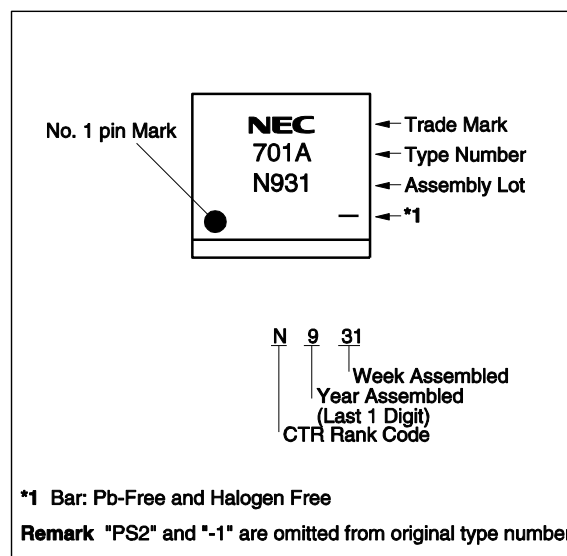 NEC
701A
N931
No. 1 pin Mark
Trade Mark
Type Number
Assembly Lot
*1
N 9 31
Week Assembled
Year Assembled
(Last 1 Digit)
CTR Rank Code
*1 Bar: Pb-Free and Halogen Free
Remark "PS2" and "-1" are omitted from original type number